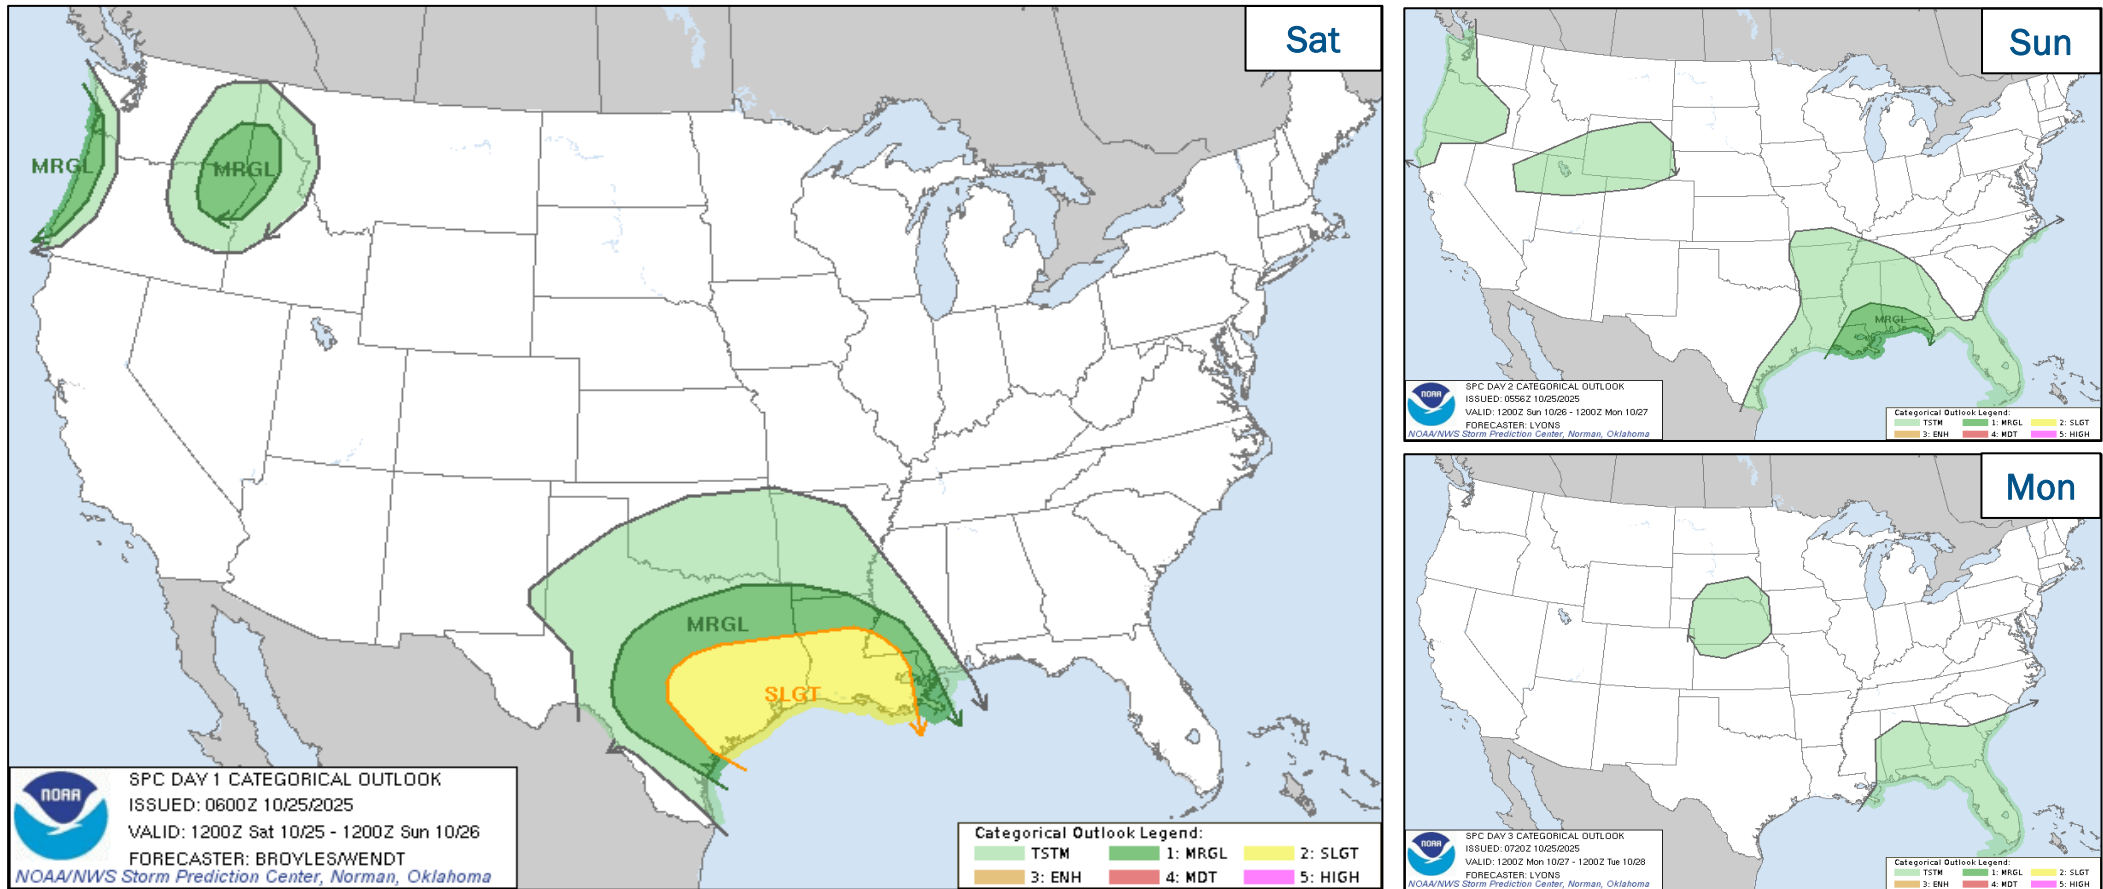 Sat
MRGL
MRGL
MRGL
SLGT
NOAA
SPC DAY 1 CATEGORICAL OUTLOOK
ISSUED: 0600Z 10/25/2025
VALID: 1200Z Sat 10/25 - 1200Z Sun 10/26
FORECASTER: BROYLES/WENDT
NOAA/NWS Storm Prediction Center, Norman, Oklahoma
Categorical Outlook Legend:
TSTM 1: MRGL 2: SLGT
3: ENH 4: MDT 5: HIGH
Sun
MRGL
NOAA
SPC DAY 2 CATEGORICAL OUTLOOK
ISSUED: 0556Z 10/25/2025
VALID: 1200Z Sun 10/26 - 1200Z Mon 10/27
FORECASTER: LYONS
NOAA/NWS Storm Prediction Center, Norman, Oklahoma
Categorical Outlook Legend:
TSTM 1: MRGL 2: SLGT
3: ENH 4: MDT 5: HIGH
Mon
NOAA
SPC DAY 3 CATEGORICAL OUTLOOK
ISSUED: 0720Z 10/25/2025
VALID: 1200Z Mon 10/27 - 1200Z Tue 10/28
FORECASTER: LYONS
NOAA/NWS Storm Prediction Center, Norman, Oklahoma
Categorical Outlook Legend:
TSTM 1: MRGL 2: SLGT
3: ENH 4: MDT 5: HIGH